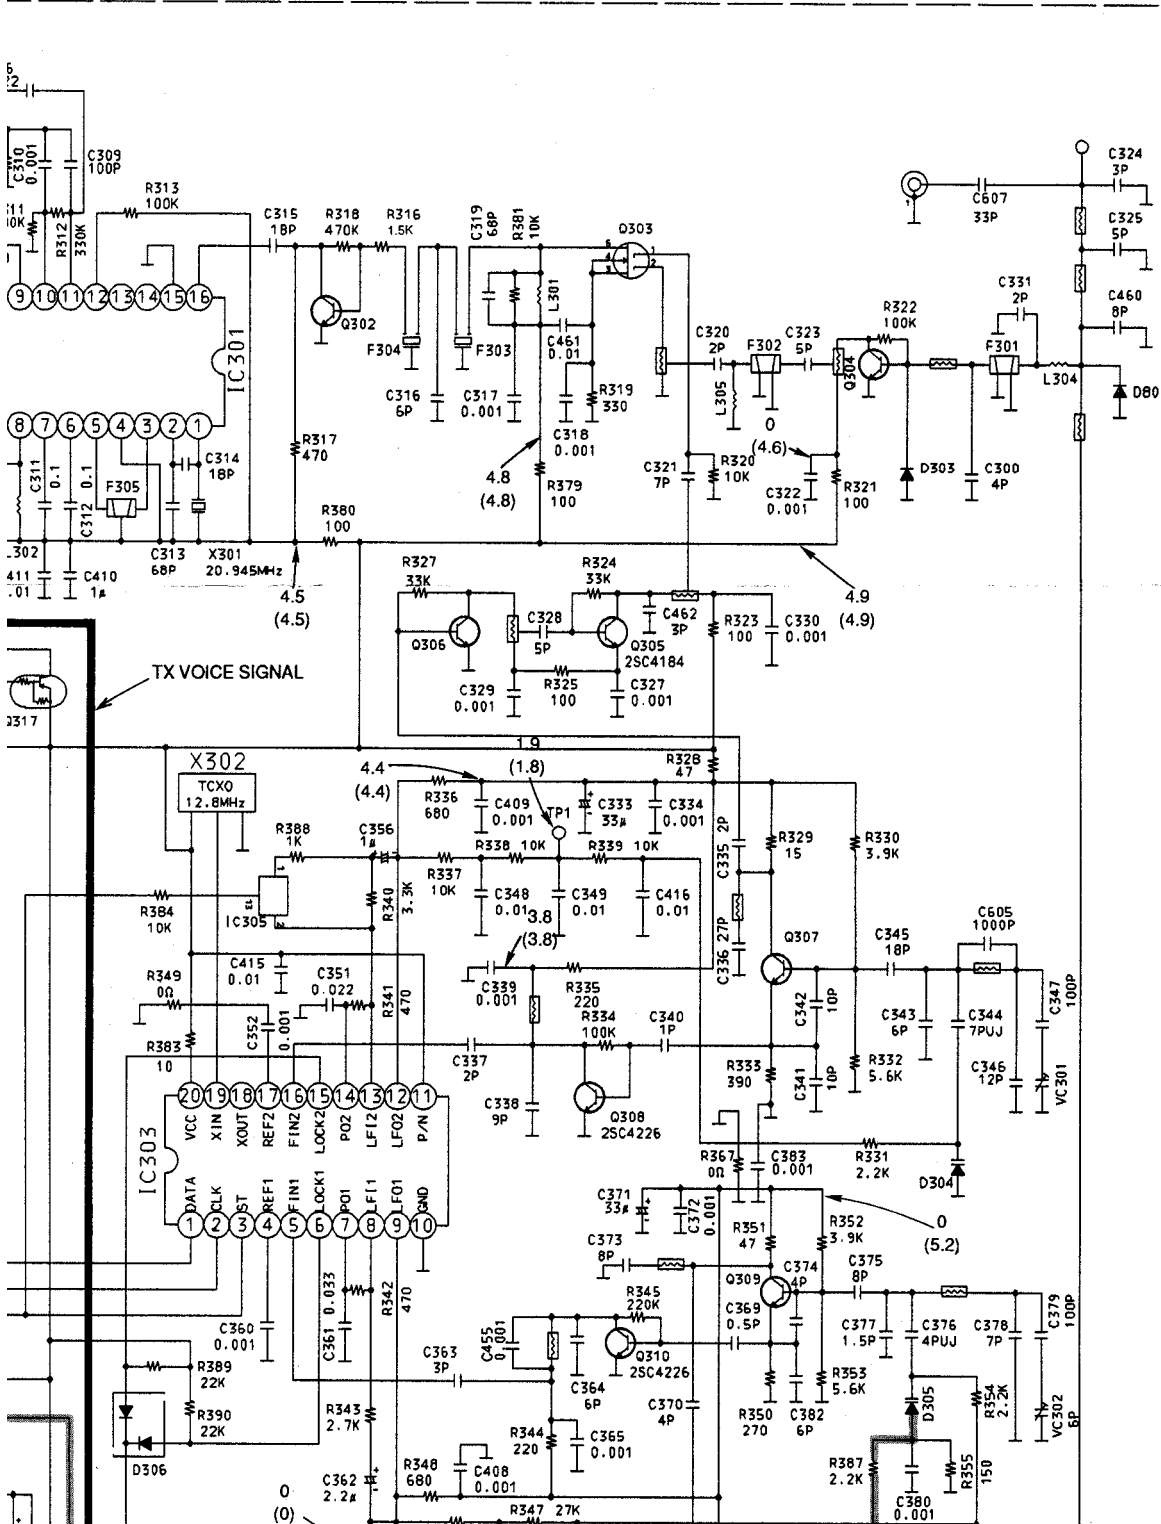 C310
0.001
C309
100P
R312
330K
R313
100K
C315
18P
R318
470K
R316
1.5K
C319
68P
R381
10K
Q303
5
4
3
1
2
C607
33P
1
C324
3P
C325
5P
C460
8P
C331
2P
F301
L304
D80
9
10
11
12
13
14
15
16
IC301
Q302
F304
F303
L301
C461
0.01
C320
2P
F302
C323
5P
R322
100K
Q304
L305
C316
6P
C317
0.001
C318
0.001
R319
330
0
(4.6)
8
7
6
5
4
3
2
1
C314
18P
R317
470
4.8
(4.8)
R379
100
C321
7P
R320
10K
C322
0.001
R321
100
D303
C300
4P
C311
0.1
C312
0.1
F305
C313
68P
X301
20.945MHz
R380
100
C410
1μ
4.5
(4.5)
R327
33K
R324
33K
C328
5P
C462
3P
R323
100
C330
0.001
4.9
(4.9)
Q306
Q305
2SC4184
C329
0.001
R325
100
C327
0.001
TX VOICE SIGNAL
Q317
X302
TCXO
12.8MHz
4.4
(4.4)
1.9
(1.8)
R328
47
R336
680
C409
0.001
TP1
C333
33μ
C334
0.001
C335
2P
R329
15
R330
3.9K
R388
1K
C356
1μ
R338
10K
R339
10K
R337
10K
R340
3.3K
C348
0.01
C349
0.01
C416
0.01
R384
10K
IC305
3.8
(3.8)
C336
27P
Q307
C345
18P
C605
1000P
R349
0Ω
C415
0.01
C351
0.022
R341
470
C339
0.001
R335
220
R334
100K
C340
1P
C342
10P
C343
6P
C344
7PUJ
C347
100P
C352
0.001
R383
10
C337
2P
R333
390
C341
10P
R332
5.6K
C346
12P
VC301
20
19
18
17
16
15
14
13
12
11
C338
9P
Q308
2SC4226
VCC
XIN
XOUT
REF2
FIN2
LOCK2
PO2
LFI2
LFO2
P/N
IC303
R367
0Ω
C383
0.001
R331
2.2K
D304
DATA
CLK
ST
REF1
FIN1
LOCK1
PO1
LFI1
LFO1
GND
1
2
3
4
5
6
7
8
9
10
C371
33μ
C372
0.001
R351
47
R352
3.9K
0
(5.2)
C373
8P
Q309
C374
4P
C375
8P
C360
0.001
C361
0.033
R342
470
R345
220K
C369
0.5P
C377
1.5P
C376
4PUJ
C378
7P
C379
100P
C455
0.001
Q310
2SC4226
R389
22K
C363
3P
C364
6P
C370
4P
R353
5.6K
R390
22K
R343
2.7K
R344
220
C365
0.001
R350
270
C382
6P
D305
R354
2.2K
VC302
6P
D306
C362
2.2μ
R348
680
C408
0.001
R387
2.2K
C380
0.001
R355
150
0
(0)
R347
27K